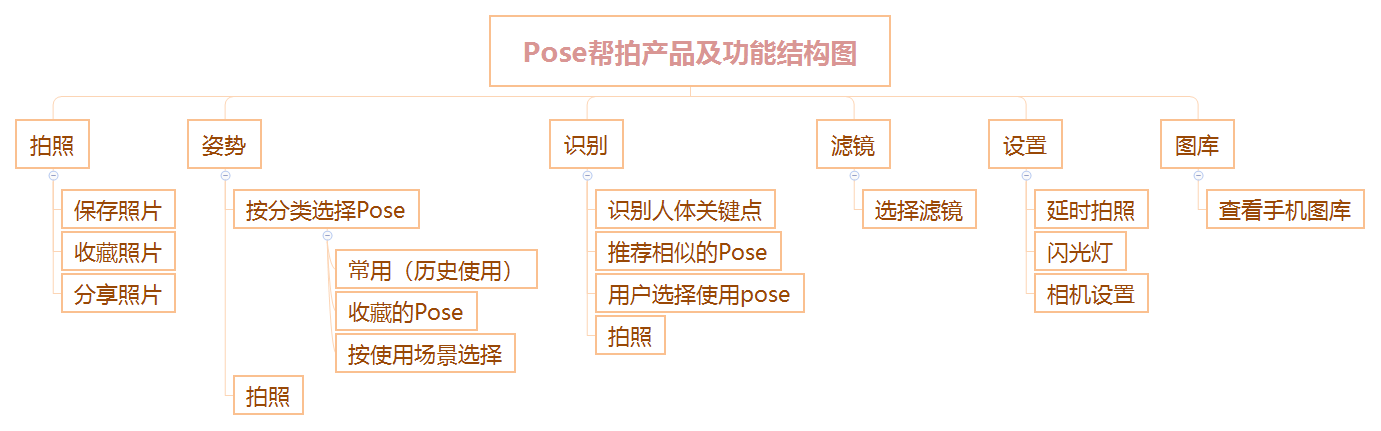 Pose帮拍产品及功能结构图
拍照
保存照片
收藏照片
分享照片
姿势
按分类选择Pose
常用（历史使用）
收藏的Pose
按使用场景选择
拍照
识别
识别人体关键点
推荐相似的Pose
用户选择使用pose
拍照
滤镜
选择滤镜
设置
延时拍照
闪光灯
相机设置
图库
查看手机图库